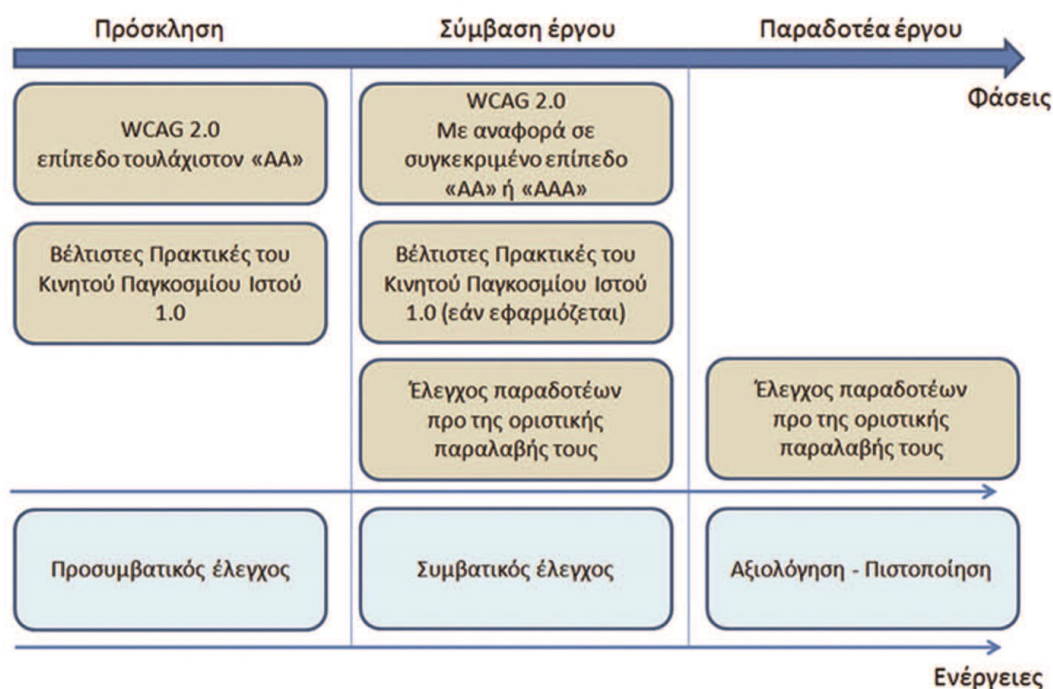 Πρόσκληση
Σύμβαση έργου
Παραδοτέα έργου
Φάσεις
WCAG 2.0
επίπεδο τουλάχιστον «ΑΑ»
WCAG 2.0
Με αναφορά σε
συγκεκριμένο επίπεδο
«ΑΑ» ή «ΑΑΑ»
Βέλτιστες Πρακτικές του
Κινητού Παγκοσμίου Ιστού
1.0
Βέλτιστες Πρακτικές του
Κινητού Παγκοσμίου Ιστού
1.0 (εάν εφαρμόζεται)
Έλεγχος παραδοτέων
προ της οριστικής
παραλαβής τους
Έλεγχος παραδοτέων
προ της οριστικής
παραλαβής τους
Προσυμβατικός έλεγχος
Συμβατικός έλεγχος
Αξιολόγηση - Πιστοποίηση
Ενέργειες